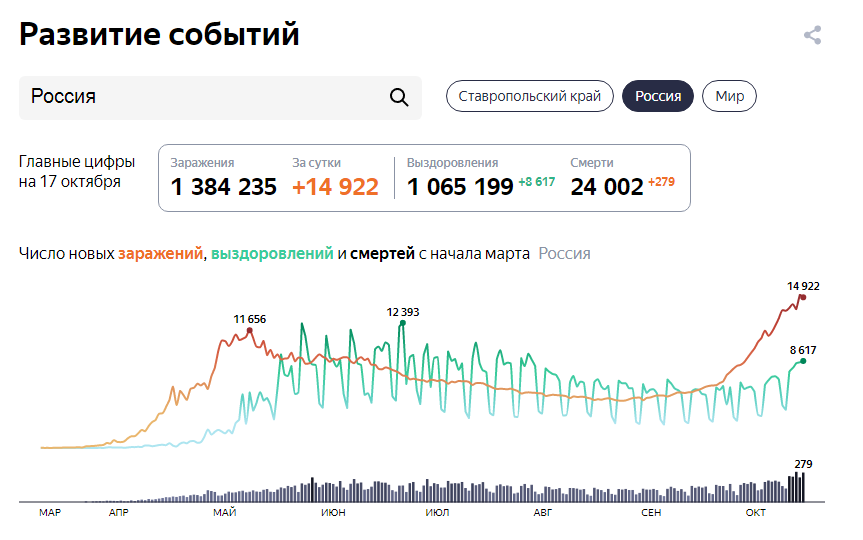 Развитие событий
Россия
Ставропольский край Россия Мир
Главные цифры на 17 октября
Заражения За сутки Выздоровления Смерти
1 384 235 +14 922 1 065 199 +8 617 24 002 +279
Число новых заражений, выздоровлений и смертей с начала марта Россия
14 922
12 393
11 656
8 617
279
МАР АПР МАЙ ИЮН ИЮЛ АВГ СЕН ОКТ